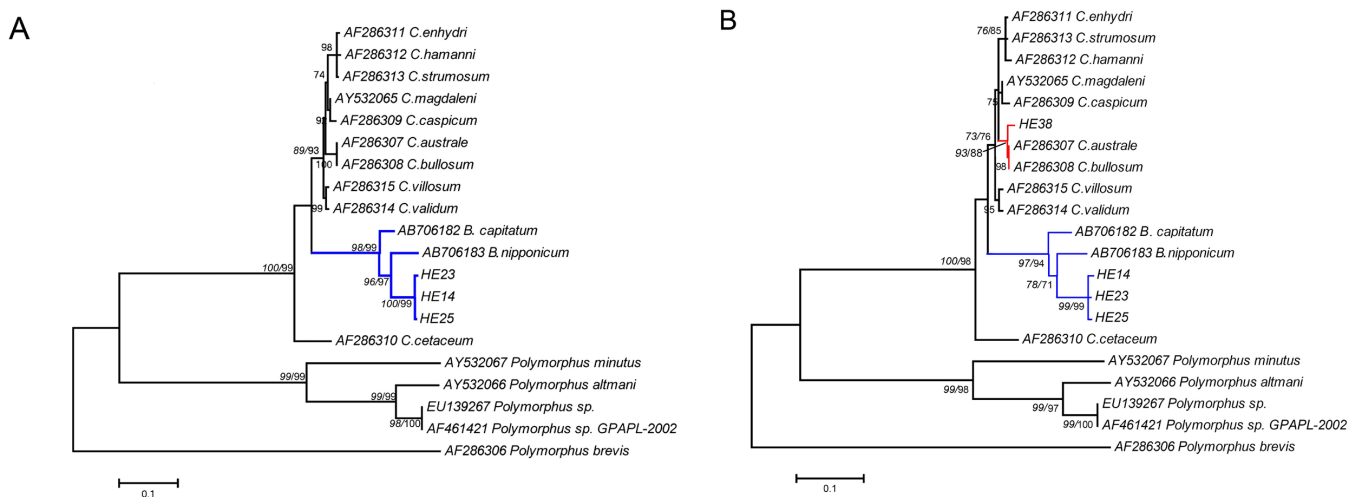 A
AF286311 C.enhydri
98
AF286312 C.hamanni
74
AF286313 C.strumosum
AY532065 C.magdaleni
AF286309 C.caspicum
89/93
AF286307 C.australe
100
AF286308 C.bullosum
AF286315 C.villosum
99
AF286314 C.validum
AB706182 B. capitatum
98/99
AB706183 B.nipponicum
100/99
96/97
HE23
100/99
HE14
HE25
AF286310 C.cetaceum
AY532067 Polymorphus minutus
99/99
AY532066 Polymorphus altmani
99/99
EU139267 Polymorphus sp.
98/100
AF461421 Polymorphus sp. GPAPL-2002
AF286306 Polymorphus brevis
0.1
B
AF286311 C.enhydri
76/85
AF286313 C.strumosum
AF286312 C.hamanni
AY532065 C.magdaleni
75
AF286309 C.caspicum
HE38
73/76
AF286307 C.australe
93/88
98
AF286308 C.bullosum
AF286315 C.villosum
95
AF286314 C.validum
AB706182 B. capitatum
AB706183 B.nipponicum
100/98
97/94
HE14
78/71
HE23
99/99
HE25
AF286310 C.cetaceum
AY532067 Polymorphus minutus
99/98
AY532066 Polymorphus altmani
99/97
EU139267 Polymorphus sp.
99/100
AF461421 Polymorphus sp. GPAPL-2002
AF286306 Polymorphus brevis
0.1